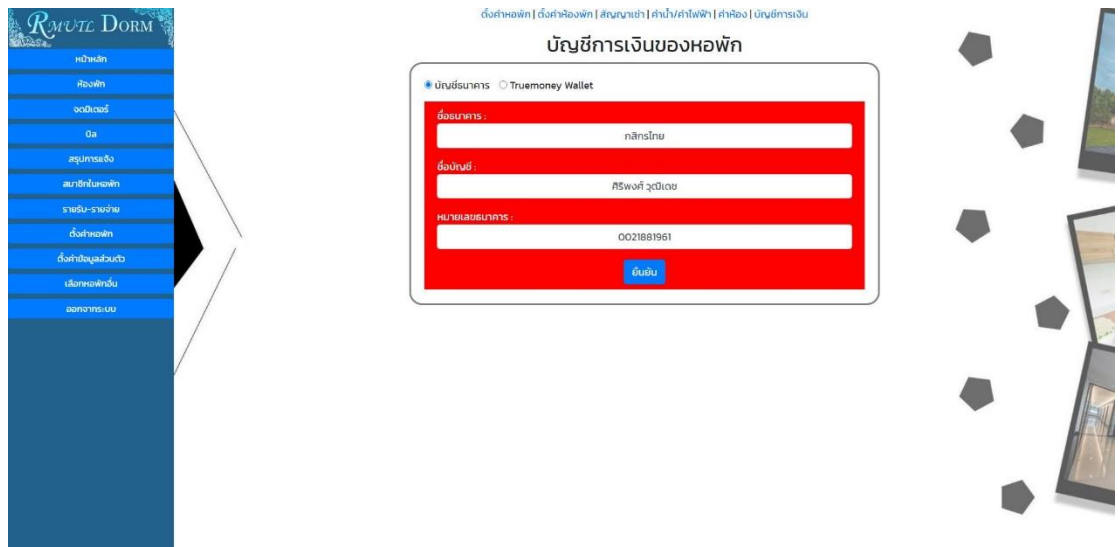 RMUTL DORM
หน้าหลัก
ห้องพัก
จดมิเตอร์
บิล
สรุปการแจ้ง
สมาชิกในหอพัก
รายรับ-รายจ่าย
ตั้งค่าหอพัก
ตั้งค่าข้อมูลส่วนตัว
เลือกหอพักอื่น
ออกจากระบบ
ตั้งค่าหอพัก | ตั้งค่าห้องพัก | สัญญาเช่า | ค่าน้ำ/ค่าไฟฟ้า | ค่าห้อง | บัญชีการเงิน
บัญชีการเงินของหอพัก
บัญชีธนาคาร Truemoney Wallet
ชื่อธนาคาร :
กสิกรไทย
ชื่อบัญชี :
ศิริพงศ์ วุฒิเดช
หมายเลขธนาคาร :
0021881961
ยืนยัน